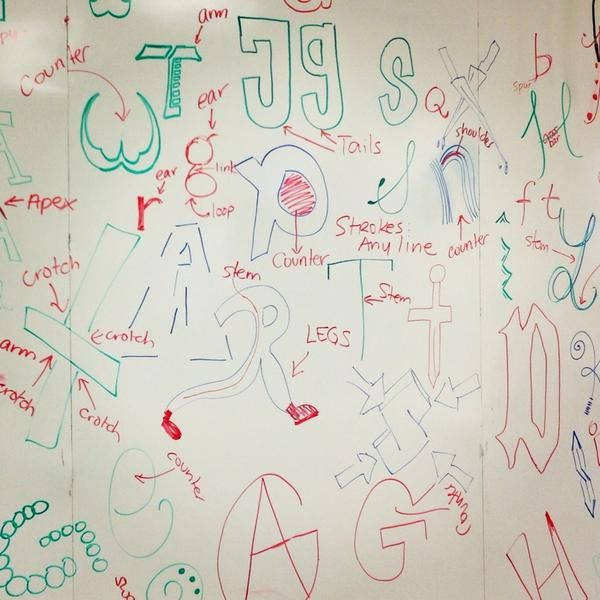 arm
Counter
T
J
g
S
b
Q
ear
ear
g
link
loop
r
Tails
p
Counter
S
shoulder
n
counter
Spur
H
f t
Strokes:
Any line
Apex
A
stem
R
LEGS
T
Stem
t
stem
Crotch
crotch
arm
crotch
Crotch
S
D
counter
e
G
A
G
Counter
H